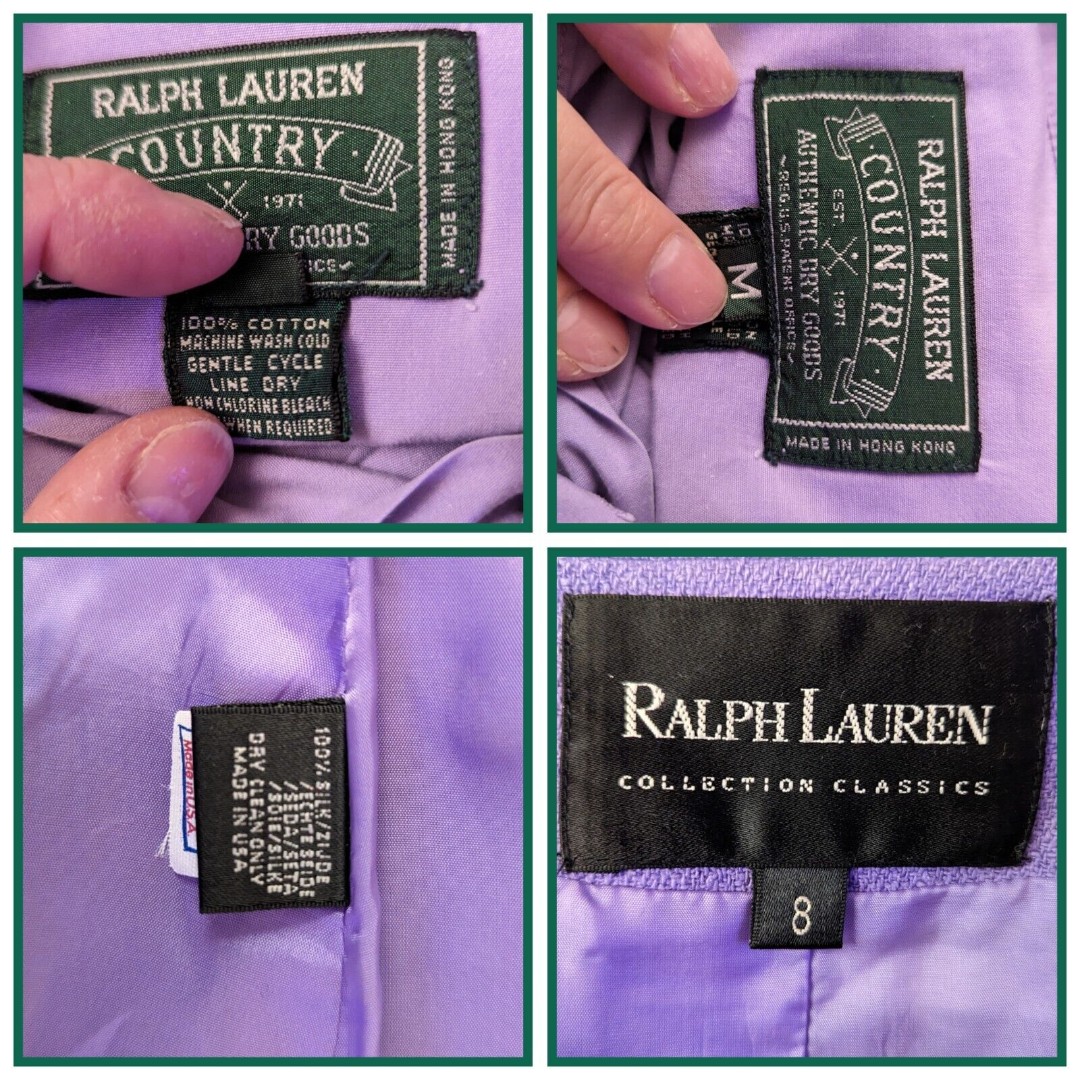 RALPH LAUREN
COUNTRY
1971
RY GOODS
MADE IN HONG KONG
100% COTTON
MACHINE WASH COLD
GENTLE CYCLE
LINE DRY
NON CHLORINE BLEACH
WHEN REQUIRED
RALPH LAUREN
COUNTRY
EST 1971
AUTHENTIC DRY GOODS
REG U S PATENT OFFICE
MADE IN HONG KONG
M
100% SILK/ZIJDE
/ECHTE SEIDE
/SEDA/SETA
/SOIE/SILKE
DRY CLEAN ONLY
MADE IN USA
Made in U.S.A.
RALPH LAUREN
COLLECTION CLASSICS
8